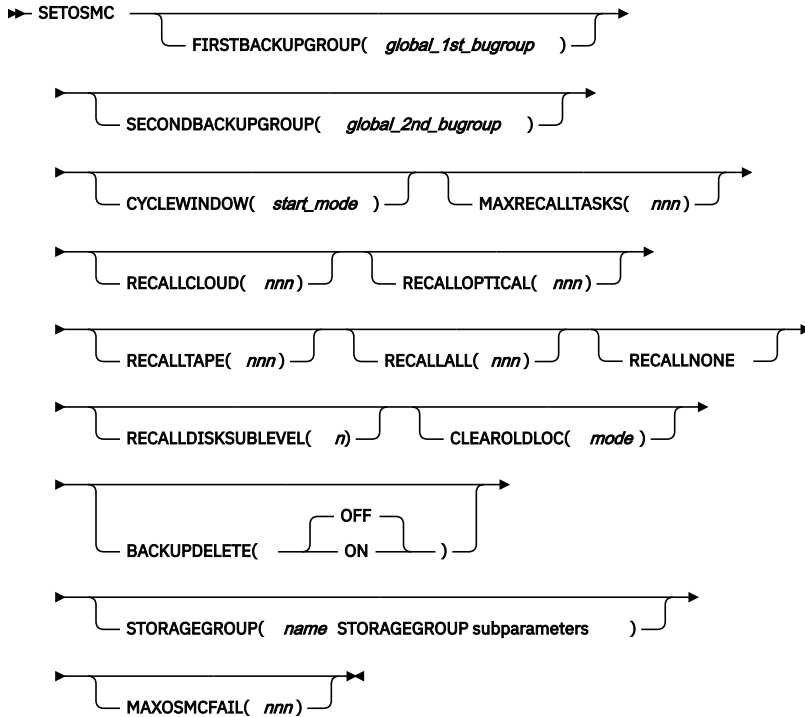 SETOSMC
FIRSTBACKUPGROUP( global_1st_bugroup )
SECONDBACKUPGROUP( global_2nd_bugroup )
CYCLEWINDOW( start_mode ) MAXRECALLTASKS( nnn )
RECALLCLOUD( nnn ) RECALLOPTICAL( nnn )
RECALLTAPE( nnn ) RECALLALL( nnn ) RECALLNONE
RECALLDISKSUBLEVEL( n) CLEAROLDLOC( mode )
OFF
BACKUPDELETE( ON )
STORAGEGROUP( name STORAGEGROUP subparameters )
MAXOSMCFAIL( nnn )